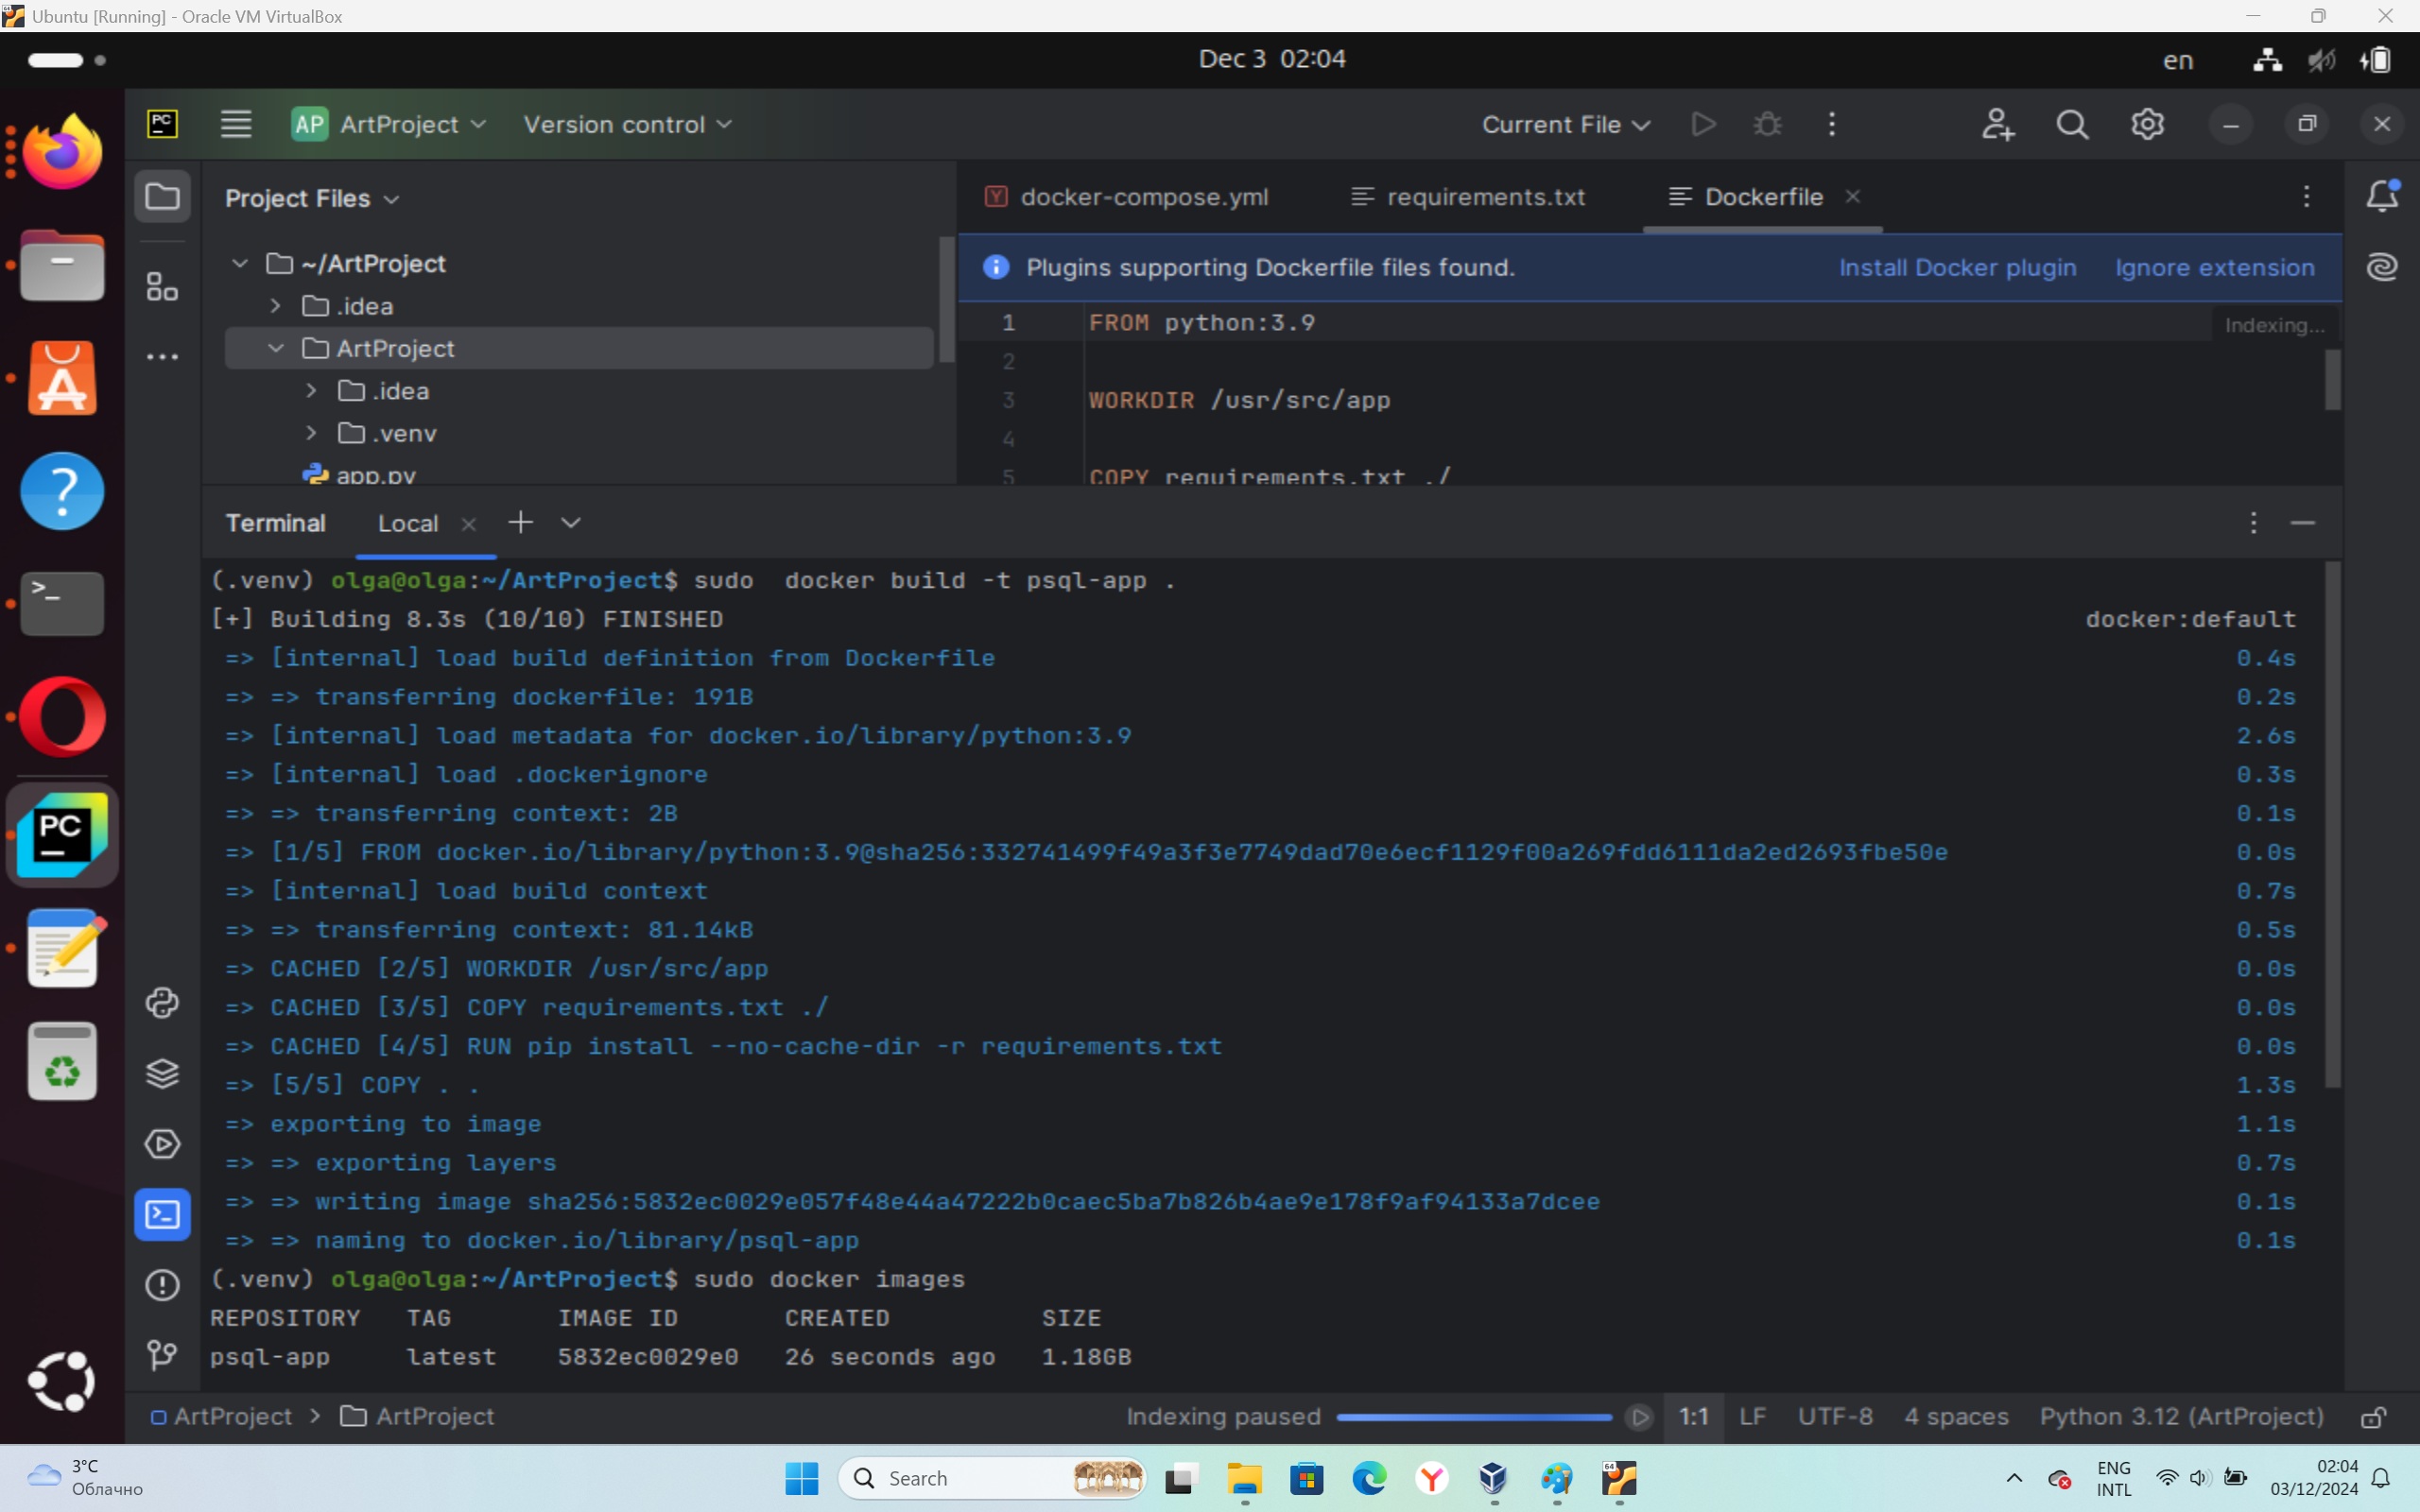 Ubuntu [Running] - Oracle VM VirtualBox
Dec 3 02:04
en
PC
AP ArtProject
Version control
Current File
Project Files
docker-compose.yml
requirements.txt
Dockerfile
~/ArtProject
.idea
ArtProject
.idea
.venv
app.py
Plugins supporting Dockerfile files found.
Install Docker plugin
Ignore extension
1 FROM python:3.9
Indexing...
2
3 WORKDIR /usr/src/app
4
5 COPY requirements.txt ./
Terminal
Local
(.venv) olga@olga:~/ArtProject$ sudo  docker build -t psql-app .
[+] Building 8.3s (10/10) FINISHED docker:default
=> [internal] load build definition from Dockerfile 0.4s
=> => transferring dockerfile: 191B 0.2s
=> [internal] load metadata for docker.io/library/python:3.9 2.6s
=> [internal] load .dockerignore 0.3s
=> => transferring context: 2B 0.1s
=> [1/5] FROM docker.io/library/python:3.9@sha256:332741499f49a3f3e7749dad70e6ecf1129f00a269fdd6111da2ed2693fbe50e 0.0s
=> [internal] load build context 0.7s
=> => transferring context: 81.14kB 0.5s
=> CACHED [2/5] WORKDIR /usr/src/app 0.0s
=> CACHED [3/5] COPY requirements.txt ./ 0.0s
=> CACHED [4/5] RUN pip install --no-cache-dir -r requirements.txt 0.0s
=> [5/5] COPY . . 1.3s
=> exporting to image 1.1s
=> => exporting layers 0.7s
=> => writing image sha256:5832ec0029e057f48e44a47222b0caec5ba7b826b4ae9e178f9af94133a7dcee 0.1s
=> => naming to docker.io/library/psql-app 0.1s
(.venv) olga@olga:~/ArtProject$ sudo docker images
REPOSITORY TAG IMAGE ID CREATED SIZE
psql-app latest 5832ec0029e0 26 seconds ago 1.18GB
PC
ArtProject > ArtProject
Indexing paused
1:1 LF UTF-8 4 spaces Python 3.12 (ArtProject)
3°C
Облачно
Search
64
ENG
INTL
02:04
03/12/2024